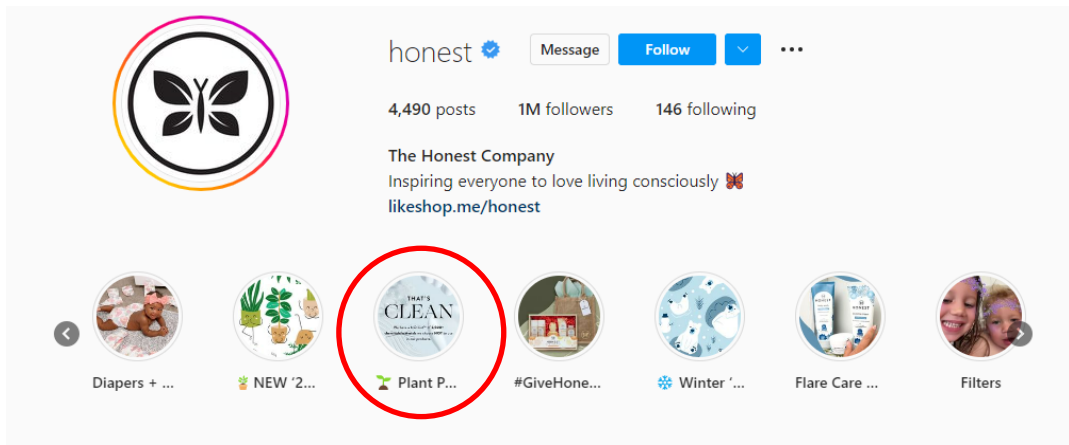 honest
Message
Follow
4,490 posts 1M followers 146 following
The Honest Company
Inspiring everyone to love living consciously 🦋
likeshop.me/honest
THAT'S
CLEAN
HONEST
Diapers + ...
🪴 NEW '2...
🌱 Plant P...
#GiveHone...
❄️ Winter '...
Flare Care ...
Filters